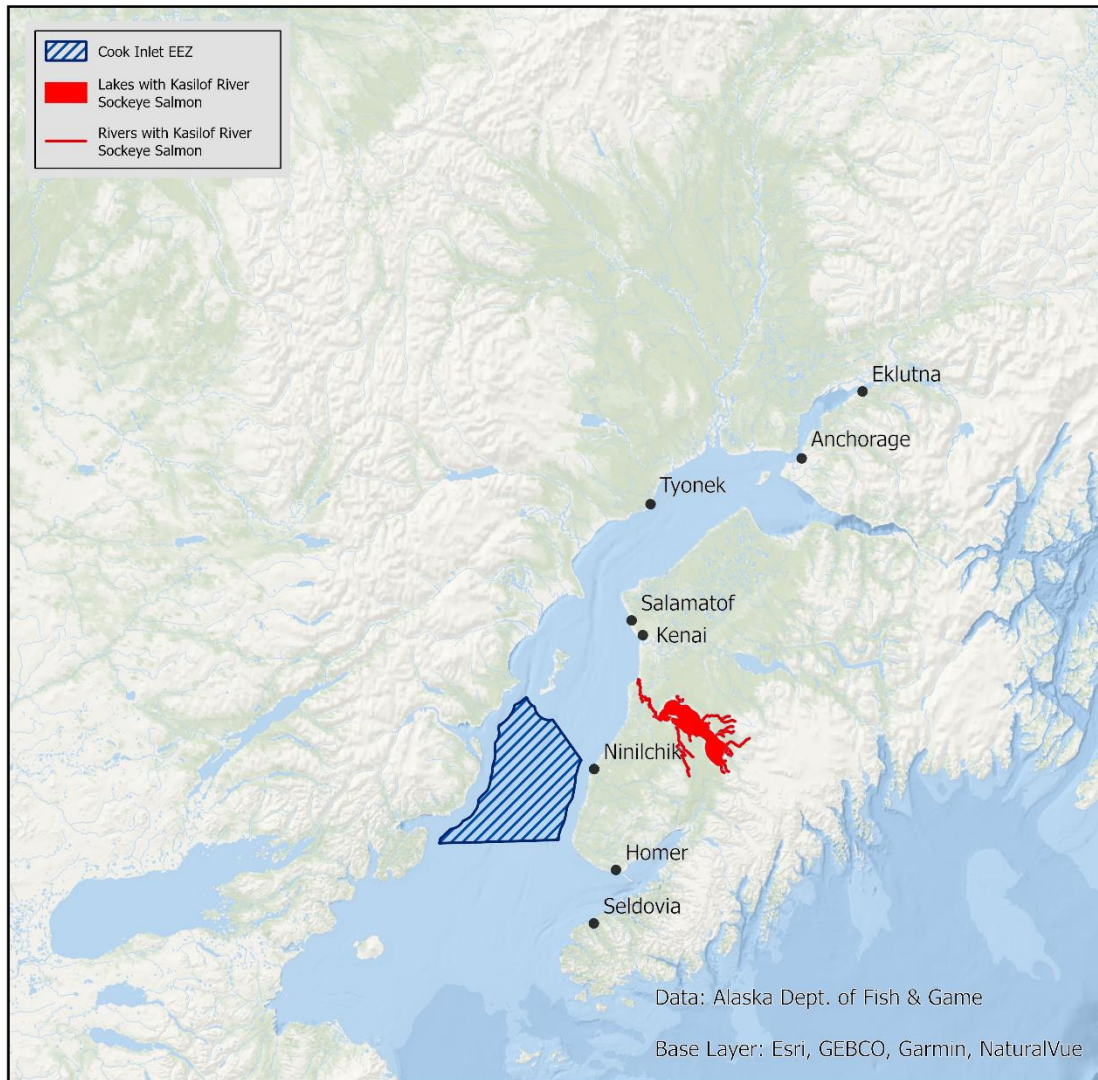 Cook Inlet EEZ
Lakes with Kasilof River
Sockeye Salmon
Rivers with Kasilof River
Sockeye Salmon
Eklutna
Anchorage
Tyonek
Salamatof
Kenai
Ninilchik
Homer
Seldovia
Data: Alaska Dept. of Fish & Game
Base Layer: Esri, GEBCO, Garmin, NaturalVue